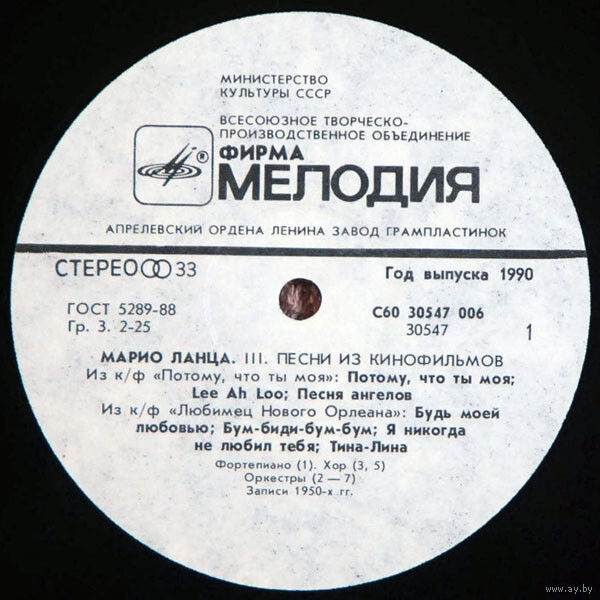 МИНИСТЕРСТВО
КУЛЬТУРЫ СССР
ВСЕСОЮЗНОЕ ТВОРЧЕСКО-
ПРОИЗВОДСТВЕННОЕ ОБЪЕДИНЕНИЕ
® ФИРМА
МЕЛОДИЯ
АПРЕЛЕВСКИЙ ОРДЕНА ЛЕНИНА ЗАВОД ГРАМПЛАСТИНОК
СТЕРЕО 33
Год выпуска 1990
ГОСТ 5289-88
Гр. 3. 2-25
С60 30547 006
30547 1
МАРИО ЛАНЦА. III. ПЕСНИ ИЗ КИНОФИЛЬМОВ
Из к/ф «Потому, что ты моя»: Потому, что ты моя;
Lee Ah Loo; Песня ангелов
Из к/ф «Любимец Нового Орлеана»: Будь моей
любовью; Бум-биди-бум-бум; Я никогда
не любил тебя; Тина-Лина
Фортепиано (1). Хор (3, 5)
Оркестры (2 — 7)
Записи 1950-х гг.
www.ay.by